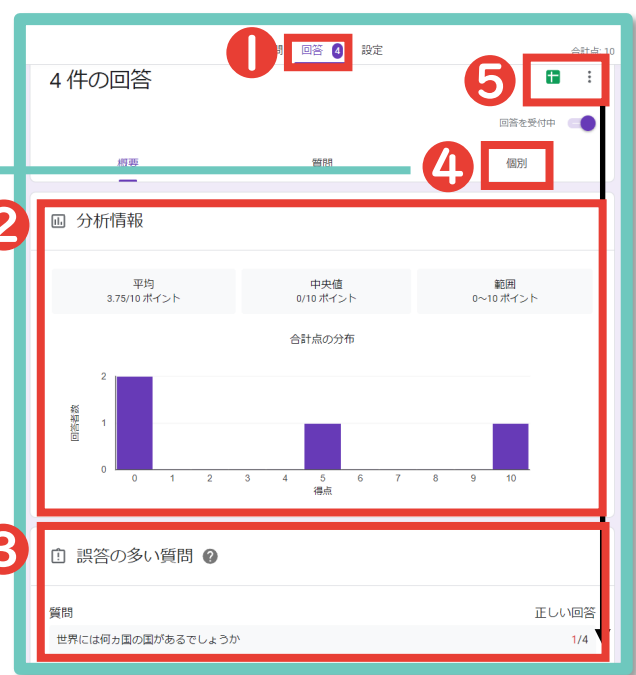 1 問 回答 4 設定 合計点: 10
4 件の回答 5
回答を受付中
概要 質問 4 個別
2 分析情報
平均 中央値 範囲
3.75/10 ポイント 0/10 ポイント 0～10 ポイント
合計点の分布
回答者数
2
1
0
0 1 2 3 4 5 6 7 8 9 10
得点
3 誤答の多い質問 ?
質問 正しい回答
世界には何ヵ国の国があるでしょうか 1/4